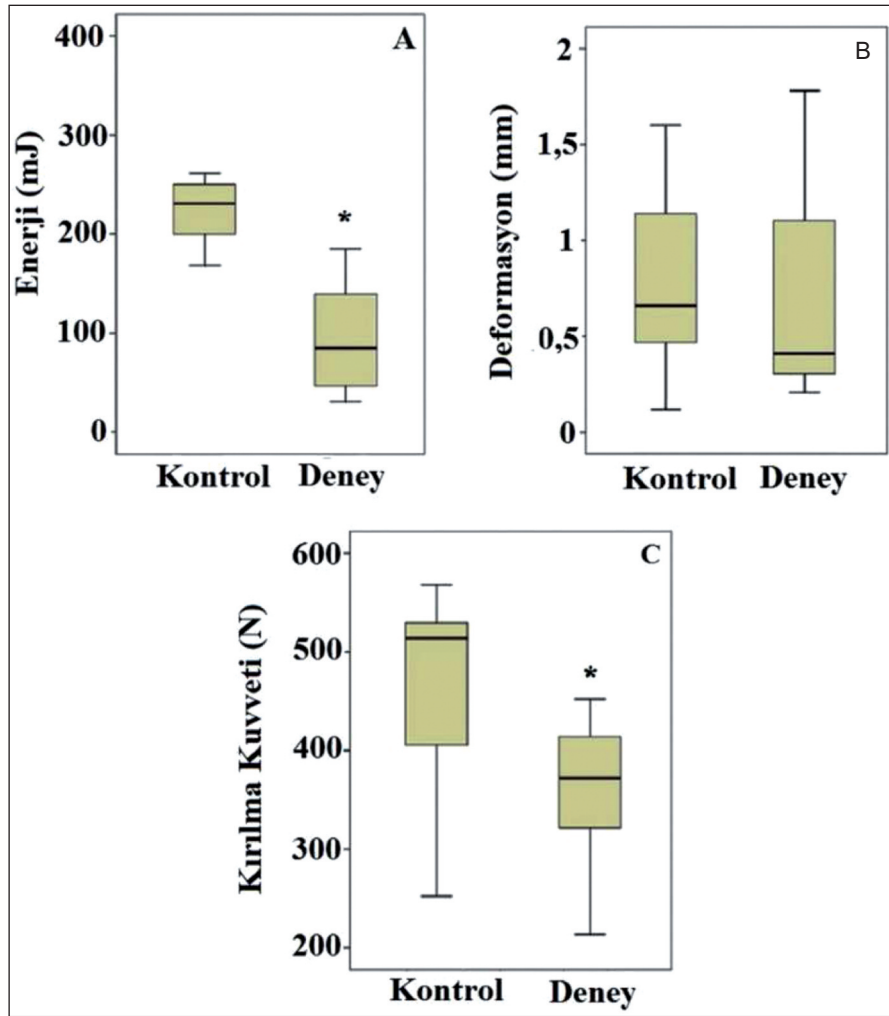 A
Enerji (mJ)
400
300
200
100
0
*
Kontrol Deney
B
Deformasyon (mm)
2
1,5
1
0,5
0
Kontrol Deney
C
Kırılma Kuvveti (N)
600
500
400
300
200
*
Kontrol Deney